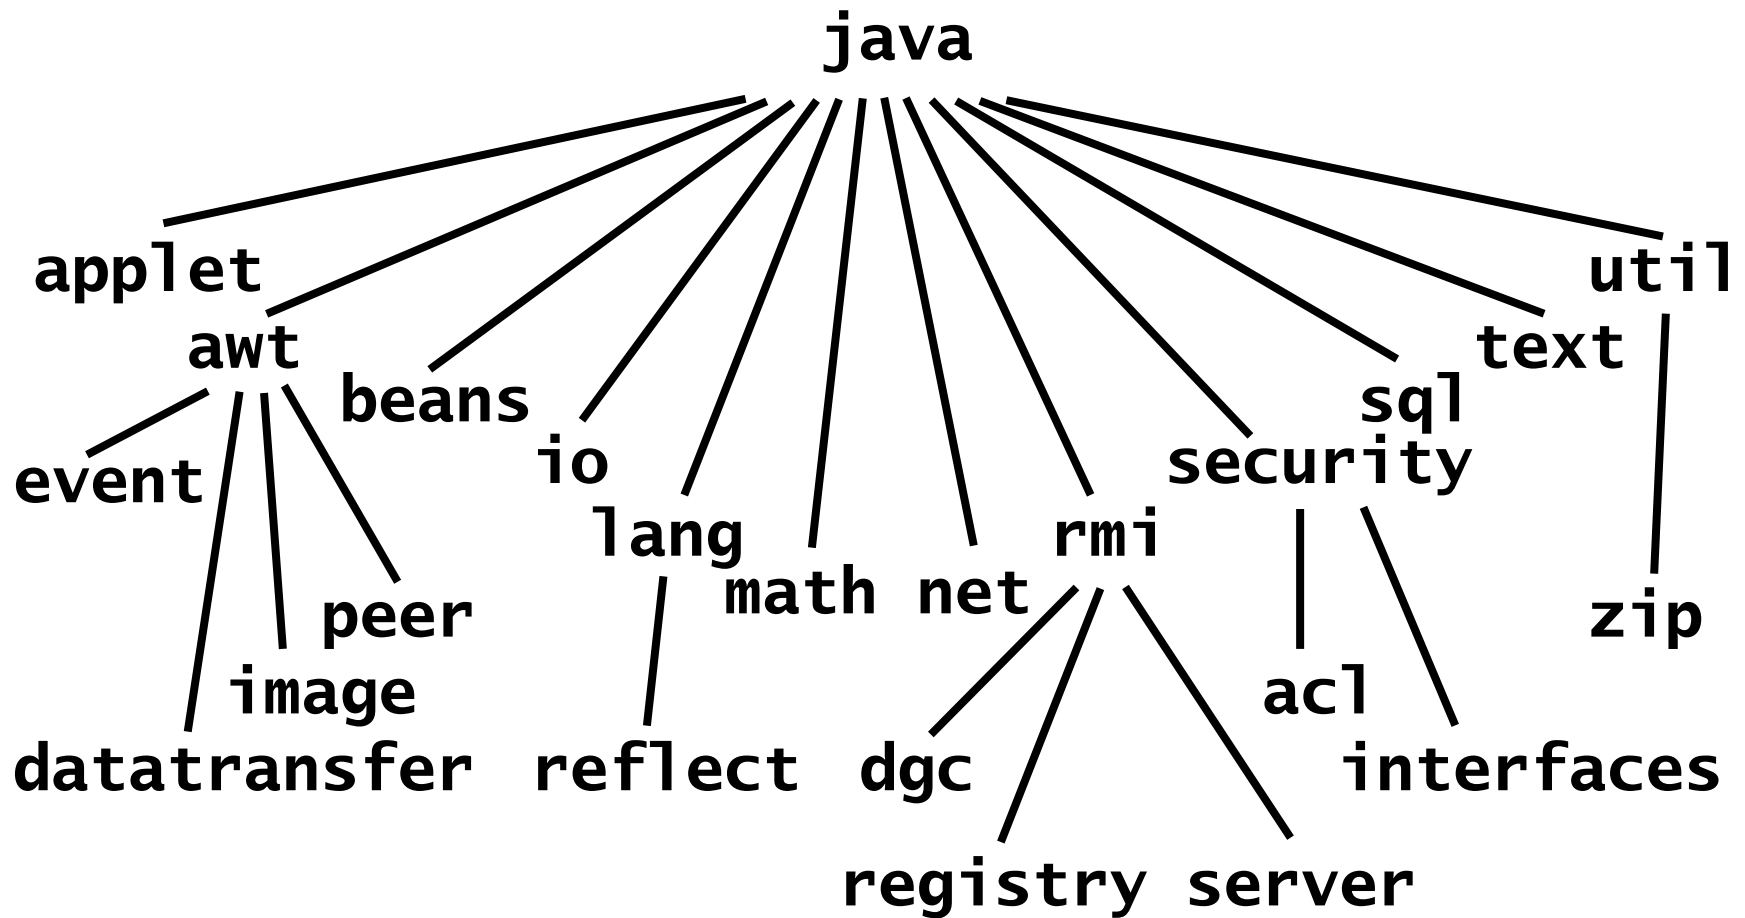 java
applet
util
awt
text
beans
sql
io
security
event
lang
rmi
math net
peer
zip
image
acl
datatransfer
reflect
dgc
interfaces
registry server